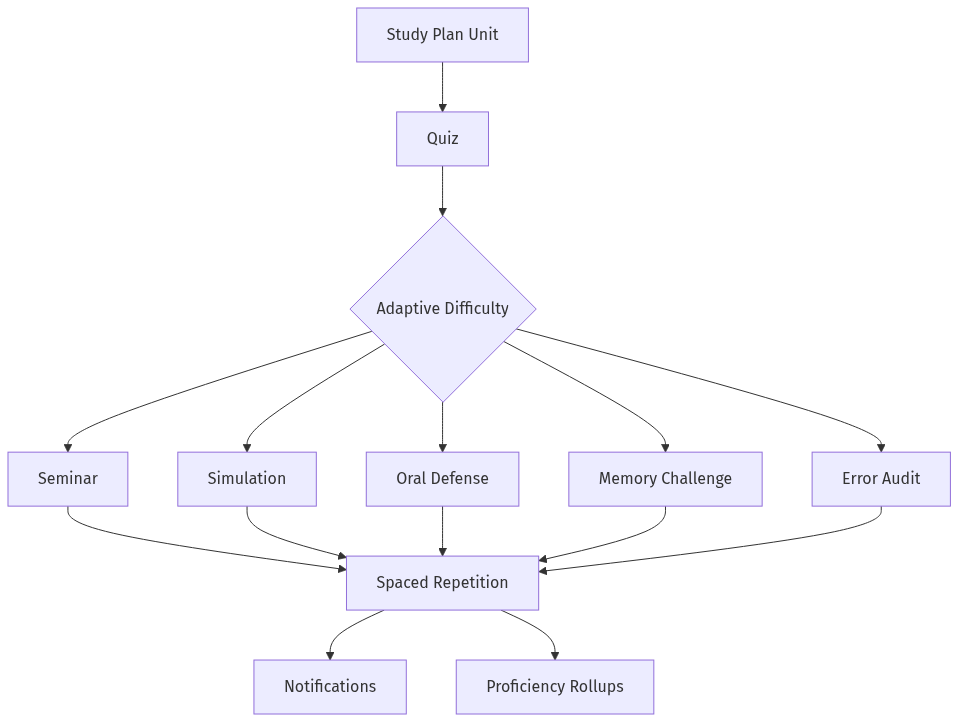 Study Plan Unit
Quiz
Adaptive Difficulty
Seminar
Simulation
Oral Defense
Memory Challenge
Error Audit
Spaced Repetition
Notifications
Proficiency Rollups